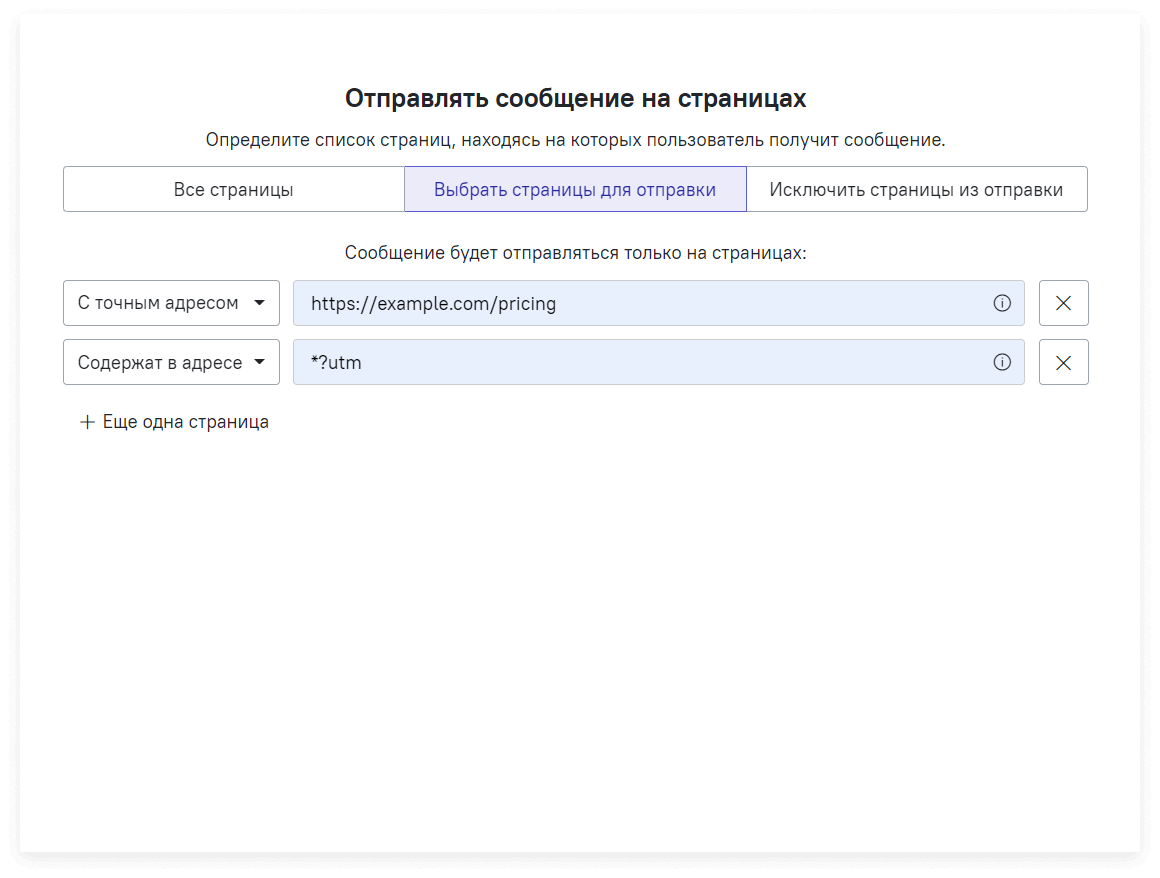 Отправлять сообщение на страницах
Определите список страниц, находясь на которых пользователь получит сообщение.
Все страницы
Выбрать страницы для отправки
Исключить страницы из отправки
Сообщение будет отправляться только на страницах:
С точным адресом
https://example.com/pricing
Содержат в адресе
*?utm
Еще одна страница